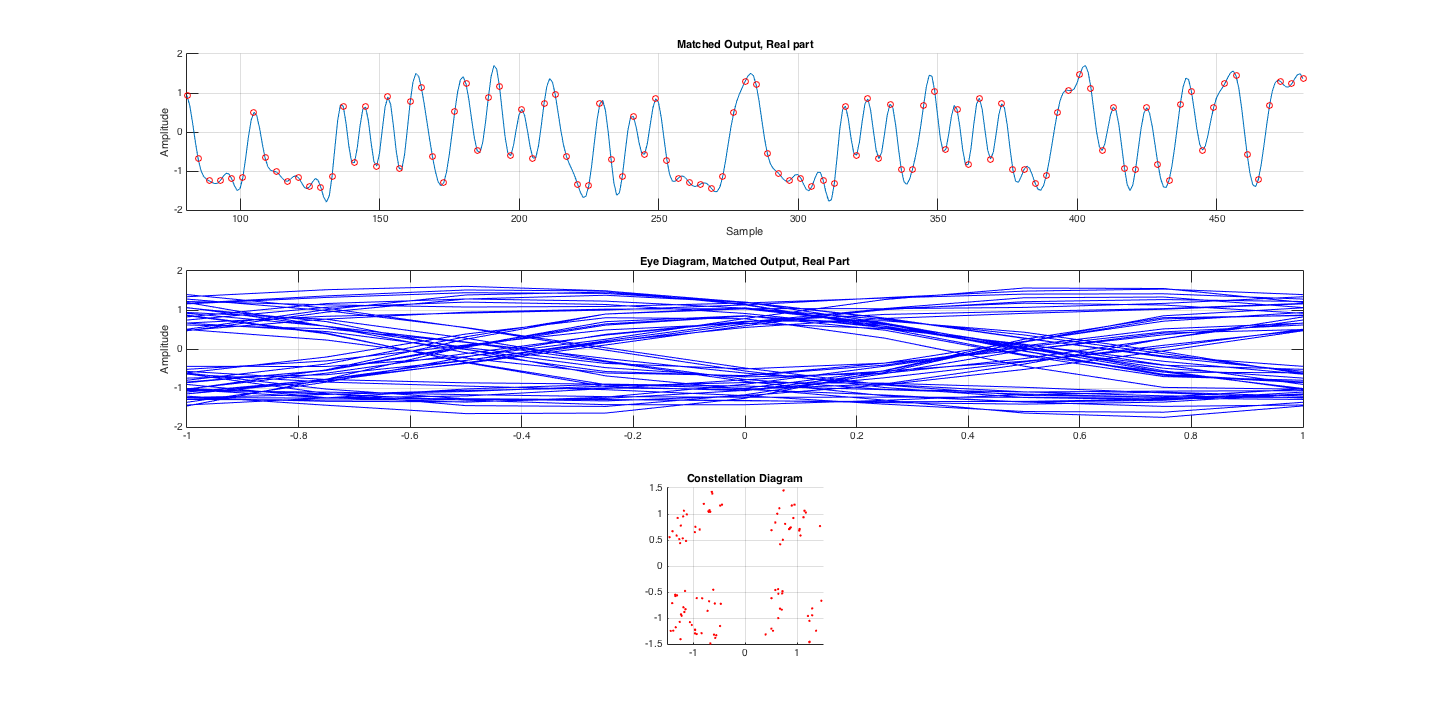 Matched Output, Real part
Amplitude
2
1
0
-1
-2
100 150 200 250 300 350 400 450
Sample
Eye Diagram, Matched Output, Real Part
Amplitude
2
1
0
-1
-2
-1 -0.8 -0.6 -0.4 -0.2 0 0.2 0.4 0.6 0.8 1
Constellation Diagram
1.5
1
0.5
0
-0.5
-1
-1.5
-1 0 1